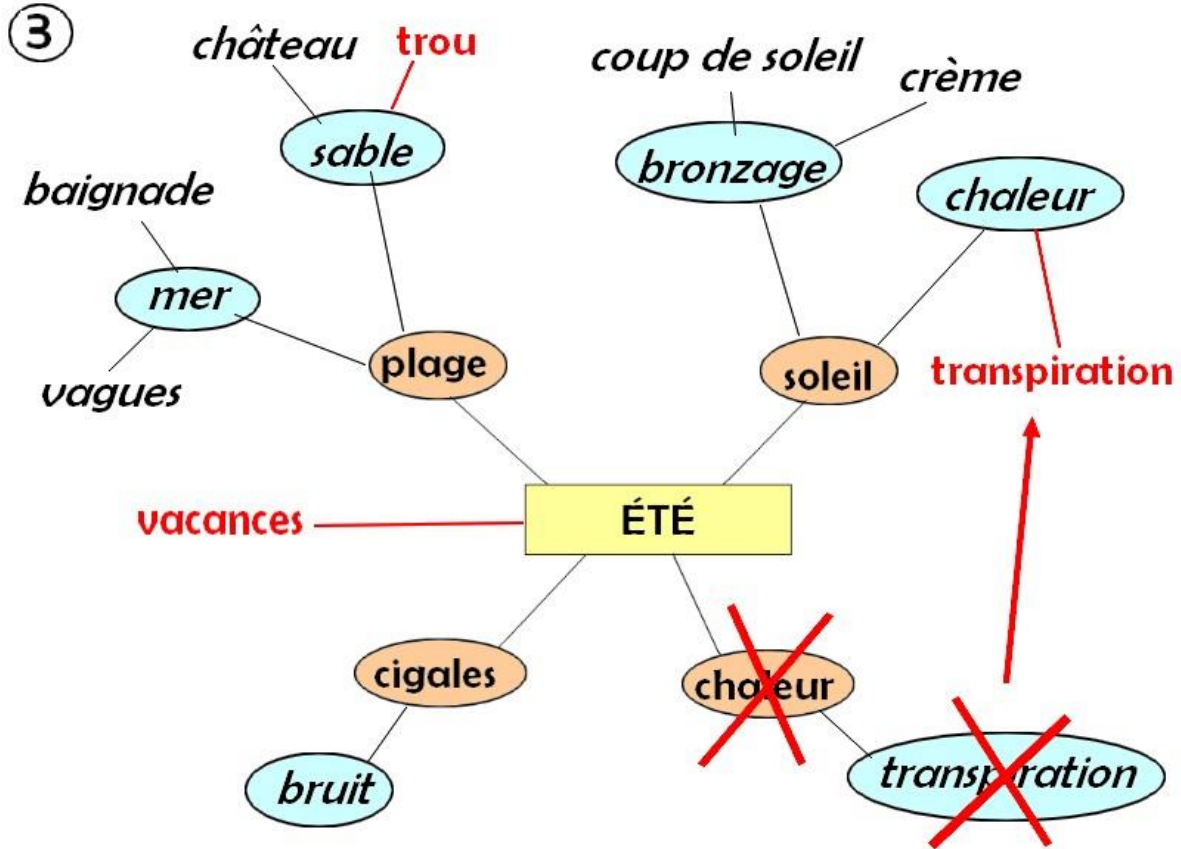 3
château
trou
coup de soleil
crème
sable
bronzage
baignade
chaleur
mer
plage
soleil
transpiration
vagues
vacances
ÉTÉ
cigales
chaleur
bruit
transpiration